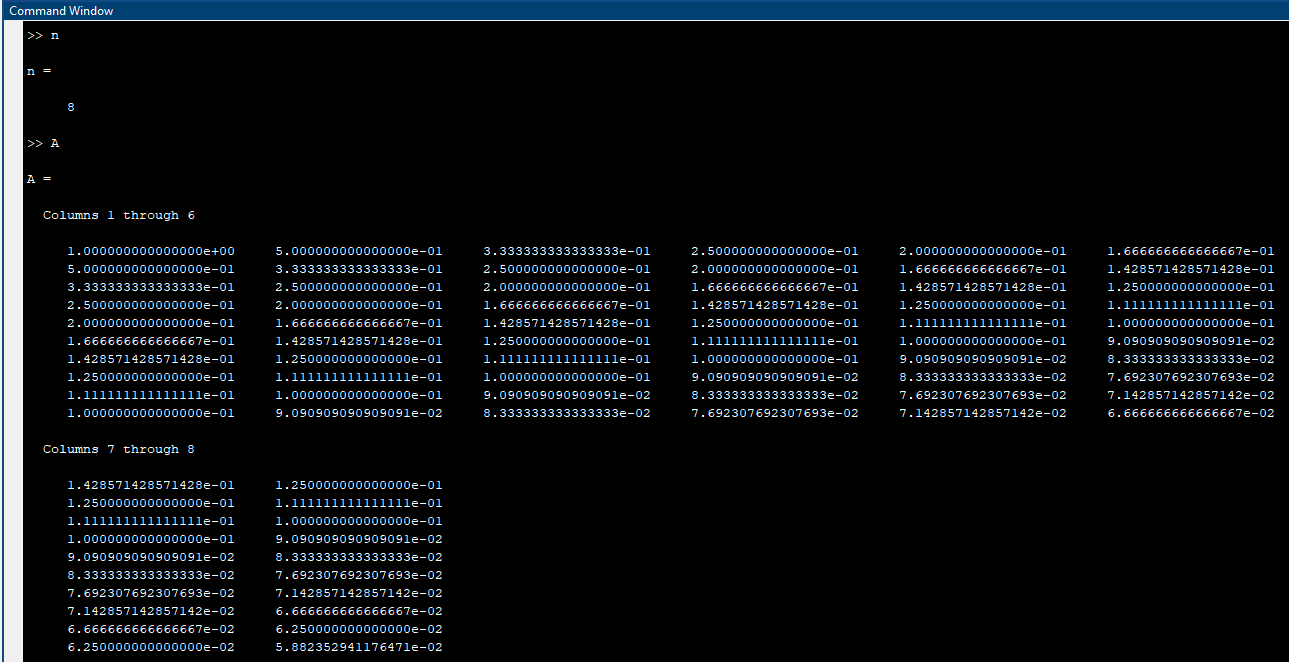 Command Window
>> n
n =
8
>> A
A =
Columns 1 through 6
1.000000000000000e+00 5.000000000000000e-01 3.333333333333333e-01 2.500000000000000e-01 2.000000000000000e-01 1.666666666666667e-01
5.000000000000000e-01 3.333333333333333e-01 2.500000000000000e-01 2.000000000000000e-01 1.666666666666667e-01 1.428571428571428e-01
3.333333333333333e-01 2.500000000000000e-01 2.000000000000000e-01 1.666666666666667e-01 1.428571428571428e-01 1.250000000000000e-01
2.500000000000000e-01 2.000000000000000e-01 1.666666666666667e-01 1.428571428571428e-01 1.250000000000000e-01 1.111111111111111e-01
2.000000000000000e-01 1.666666666666667e-01 1.428571428571428e-01 1.250000000000000e-01 1.111111111111111e-01 1.000000000000000e-01
1.666666666666667e-01 1.428571428571428e-01 1.250000000000000e-01 1.111111111111111e-01 1.000000000000000e-01 9.090909090909091e-02
1.428571428571428e-01 1.250000000000000e-01 1.111111111111111e-01 1.000000000000000e-01 9.090909090909091e-02 8.333333333333333e-02
1.250000000000000e-01 1.111111111111111e-01 1.000000000000000e-01 9.090909090909091e-02 8.333333333333333e-02 7.692307692307693e-02
1.111111111111111e-01 1.000000000000000e-01 9.090909090909091e-02 8.333333333333333e-02 7.692307692307693e-02 7.142857142857142e-02
1.000000000000000e-01 9.090909090909091e-02 8.333333333333333e-02 7.692307692307693e-02 7.142857142857142e-02 6.666666666666667e-02
Columns 7 through 8
1.428571428571428e-01 1.250000000000000e-01
1.250000000000000e-01 1.111111111111111e-01
1.111111111111111e-01 1.000000000000000e-01
1.000000000000000e-01 9.090909090909091e-02
9.090909090909091e-02 8.333333333333333e-02
8.333333333333333e-02 7.692307692307693e-02
7.692307692307693e-02 7.142857142857142e-02
7.142857142857142e-02 6.666666666666667e-02
6.666666666666667e-02 6.250000000000000e-02
6.250000000000000e-02 5.882352941176471e-02